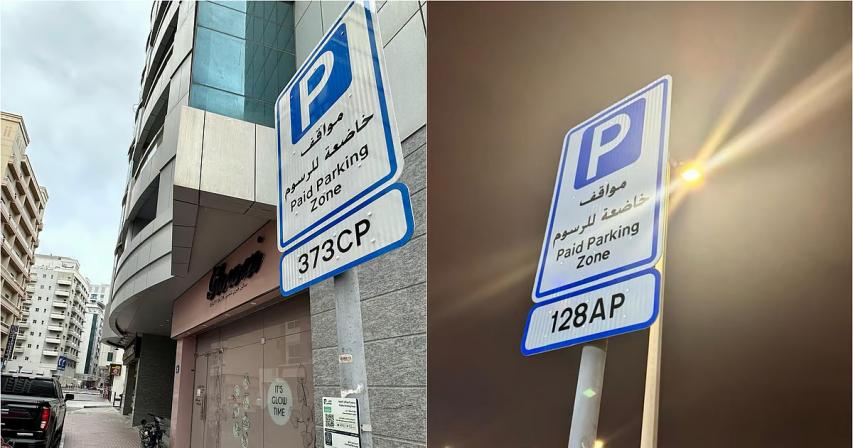 P
مواقف
خاضعة للرسوم
Paid Parking
Zone
373CP
IT'S
GLOW
TIME
P
مواقف
خاضعة للرسوم
Paid Parking
Zone
128AP